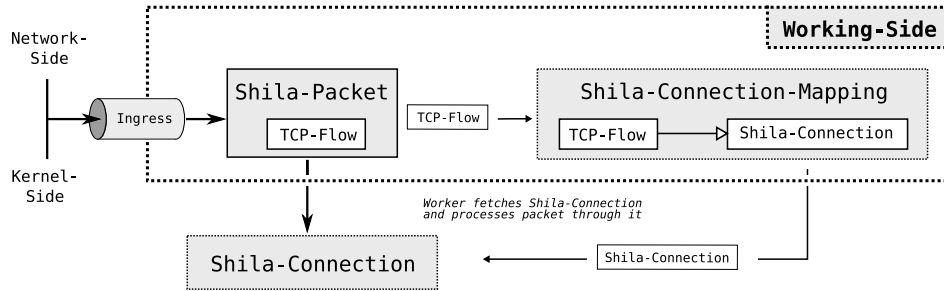 Working-Side
Network-
Side
Ingress
Kernel-
Side
Shila-Packet
TCP-Flow
TCP-Flow
Shila-Connection-Mapping
TCP-Flow
Shila-Connection
Worker fetches Shila-Connection
and processes packet through it
Shila-Connection
Shila-Connection